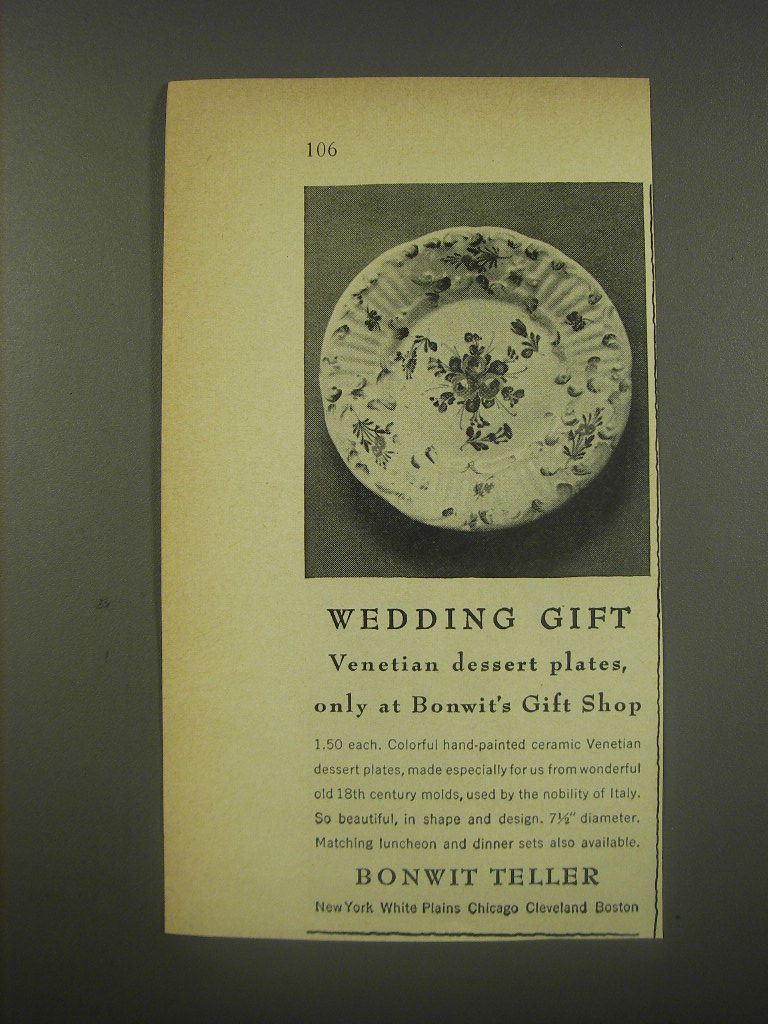 106
WEDDING GIFT
Venetian dessert plates,
only at Bonwit's Gift Shop
1.50 each. Colorful hand-painted ceramic Venetian
dessert plates, made especially for us from wonderful
old 18th century molds, used by the nobility of Italy.
So beautiful, in shape and design. 7½" diameter.
Matching luncheon and dinner sets also available.
BONWIT TELLER
New York White Plains Chicago Cleveland Boston